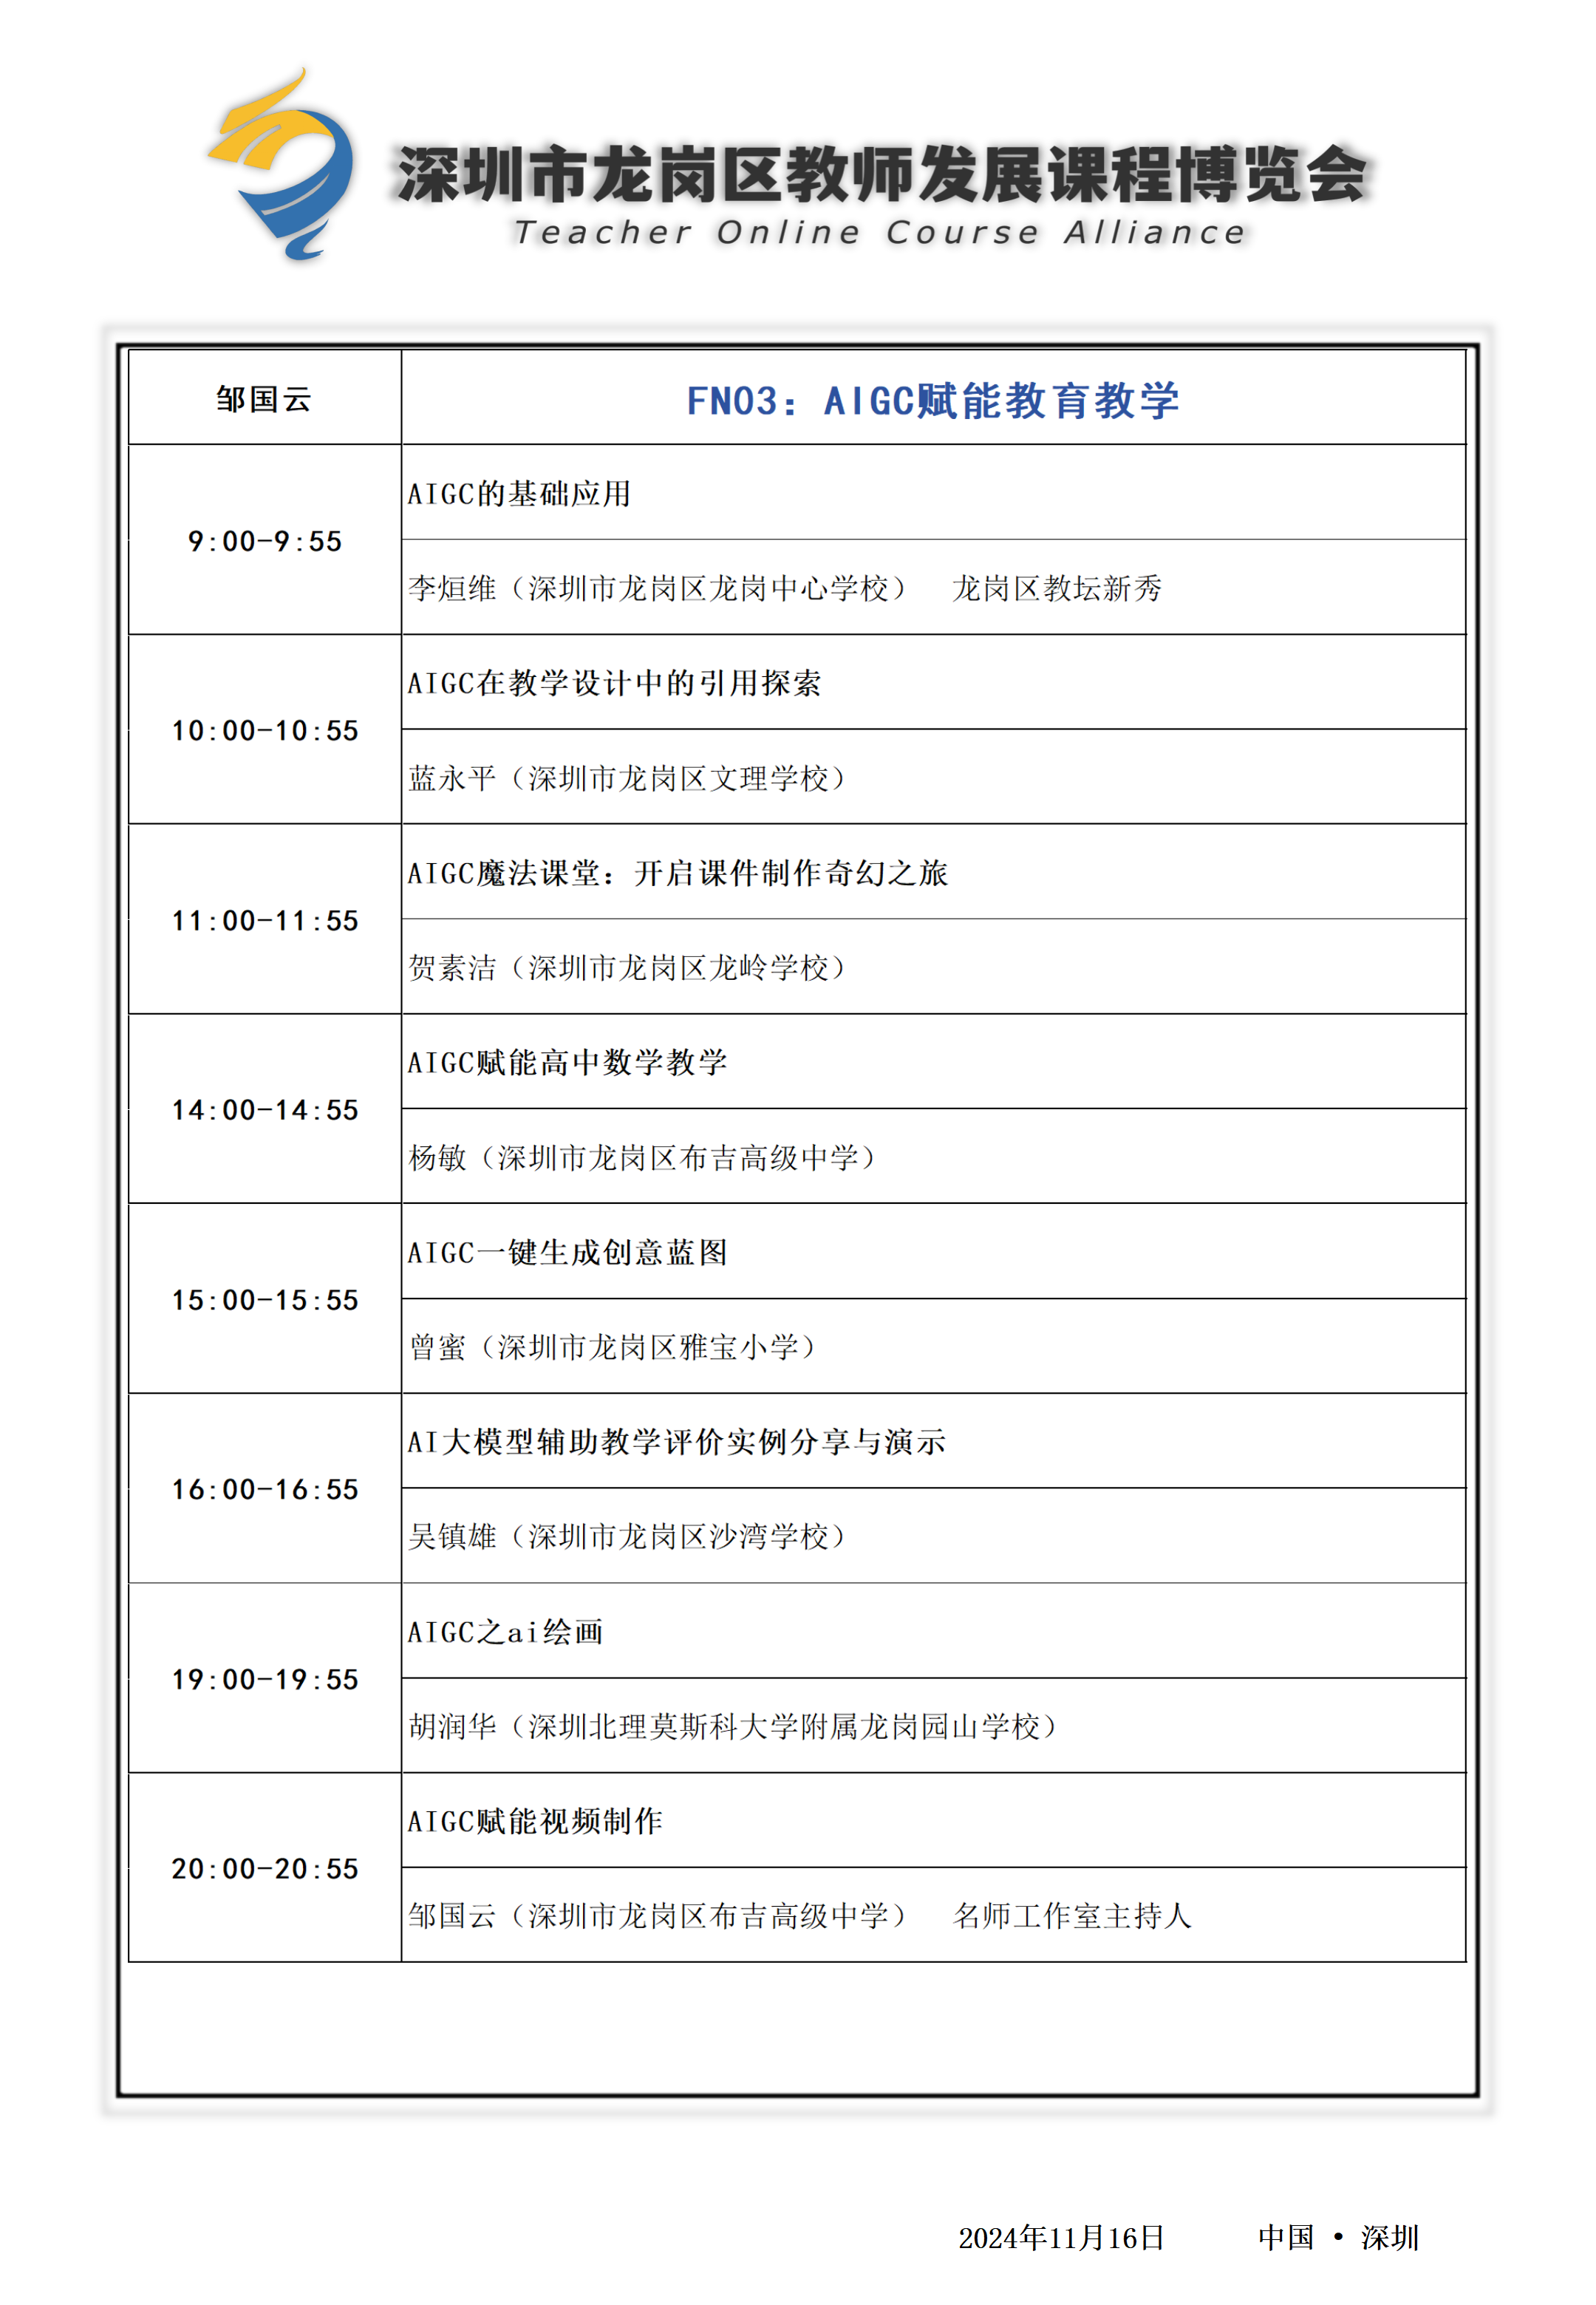 深圳市龙岗区教师发展课程博览会
Teacher Online Course Alliance
邹国云
FN03：AIGC赋能教育教学
9:00-9:55
AIGC的基础应用
李烜维（深圳市龙岗区龙岗中心学校） 龙岗区教坛新秀
10:00-10:55
AIGC在教学设计中的引用探索
蓝永平（深圳市龙岗区文理学校）
11:00-11:55
AIGC魔法课堂：开启课件制作奇幻之旅
贺素洁（深圳市龙岗区龙岭学校）
14:00-14:55
AIGC赋能高中数学教学
杨敏（深圳市龙岗区布吉高级中学）
15:00-15:55
AIGC一键生成创意蓝图
曾蜜（深圳市龙岗区雅宝小学）
16:00-16:55
AI大模型辅助教学评价实例分享与演示
吴镇雄（深圳市龙岗区沙湾学校）
19:00-19:55
AIGC之ai绘画
胡润华（深圳北理莫斯科大学附属龙岗园山学校）
20:00-20:55
AIGC赋能视频制作
邹国云（深圳市龙岗区布吉高级中学） 名师工作室主持人
2024年11月16日 中国 • 深圳